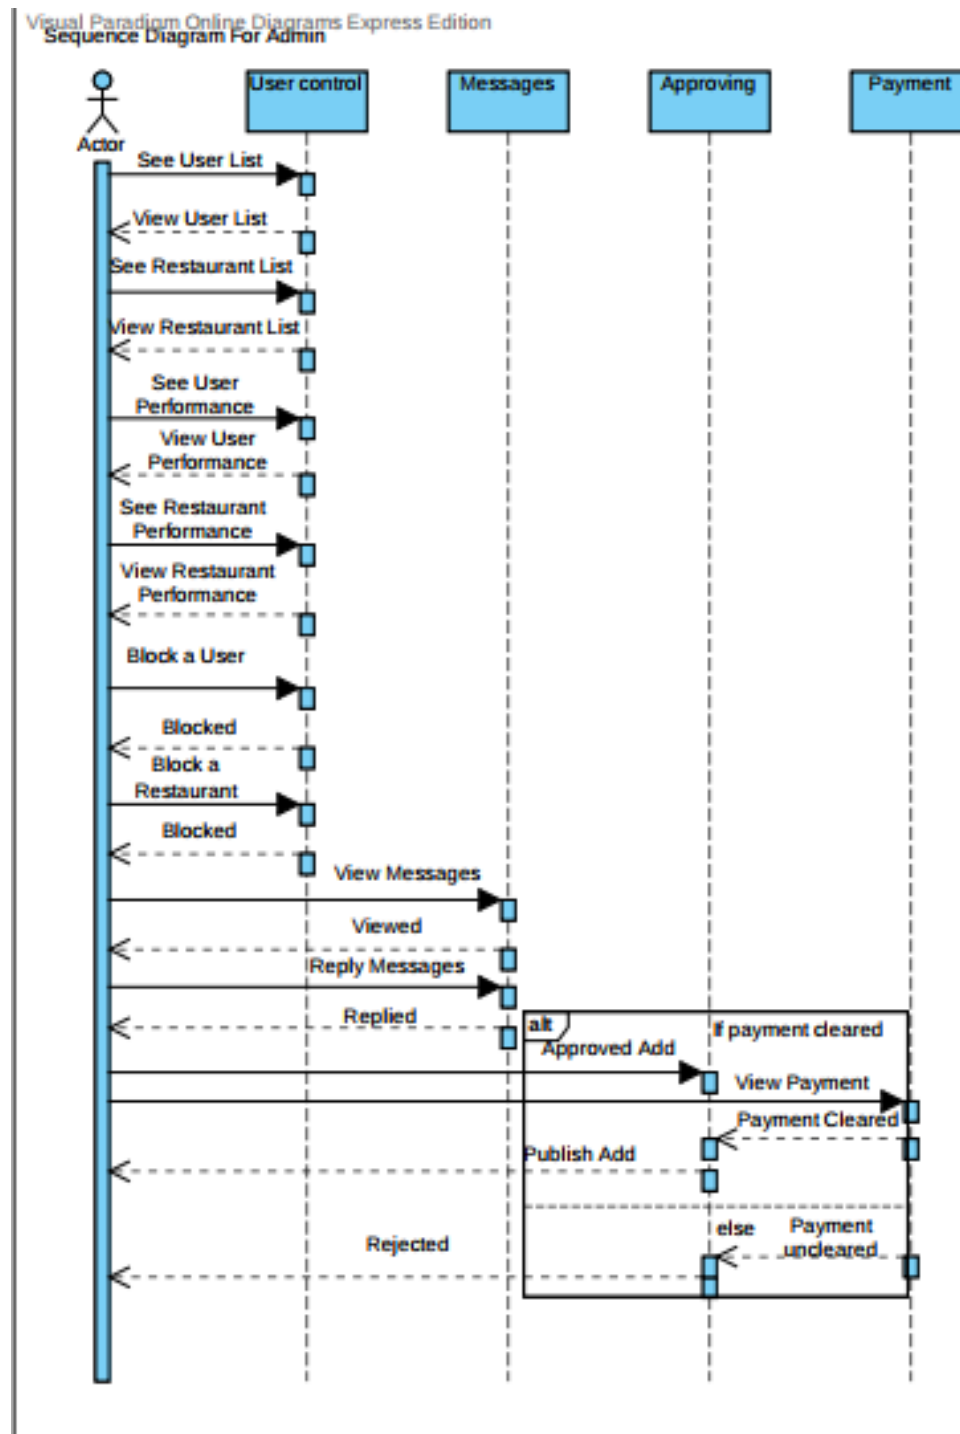 Visual Paradigm Online Diagrams Express Edition
Sequence Diagram For Admin
Actor
User control
Messages
Approving
Payment
See User List
View User List
See Restaurant List
View Restaurant List
See User
Performance
View User
Performance
See Restaurant
Performance
View Restaurant
Performance
Block a User
Blocked
Block a
Restaurant
Blocked
View Messages
Viewed
Reply Messages
Replied
alt
If payment cleared
Approved Add
View Payment
Payment Cleared
Publish Add
else
Payment
uncleared
Rejected